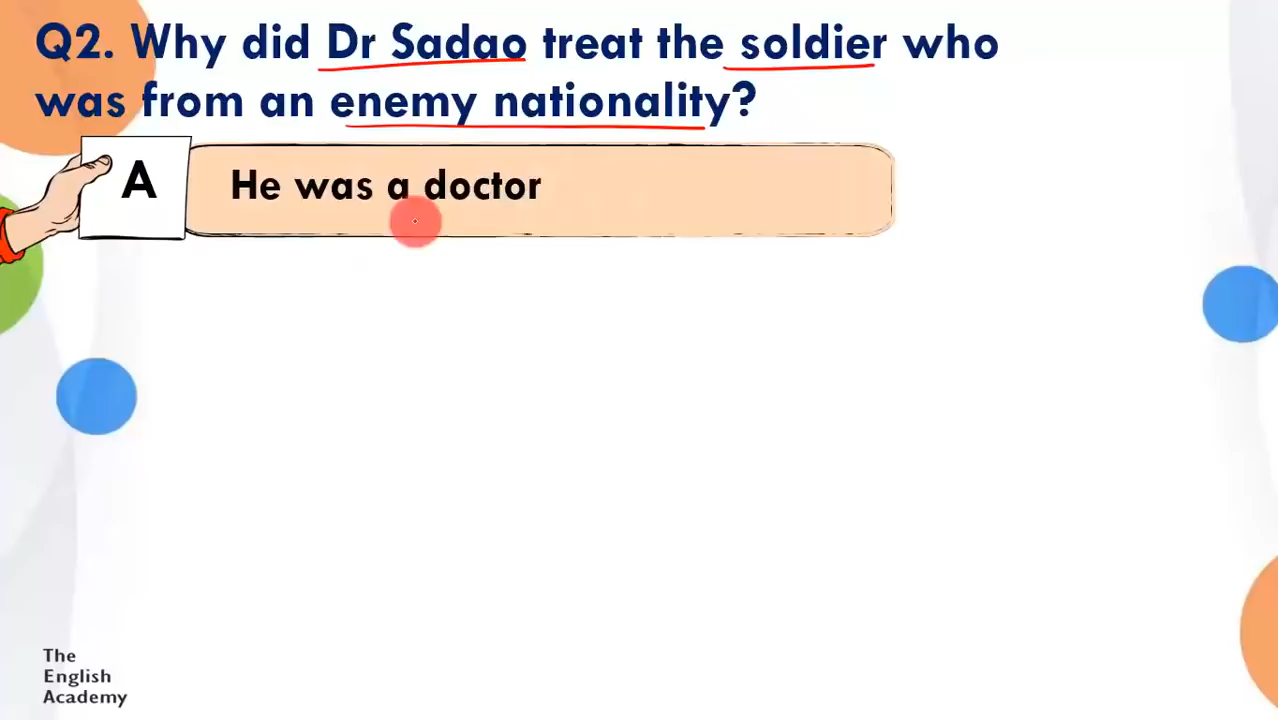 Q2. Why did Dr Sadao treat the soldier who
was from an enemy nationality?
A
He was a doctor
The
English
Academy